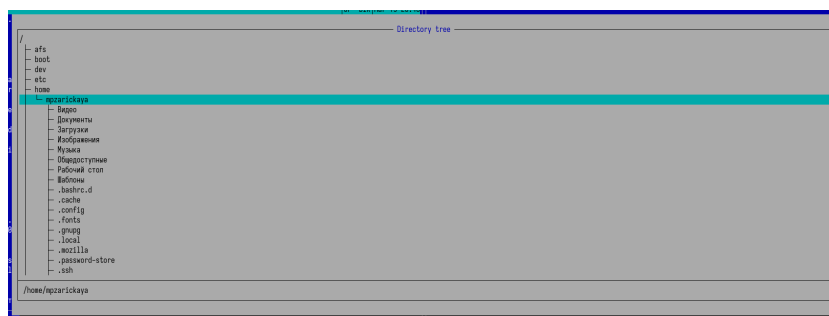 Directory tree
/
afs
boot
dev
etc
home
mpzarickaya
Видео
Документы
Загрузки
Изображения
Музыка
Общедоступные
Рабочий стол
Шаблоны
.bashrc.d
.cache
.config
.fonts
.gnupg
.local
.mozilla
.password-store
.ssh
/home/mpzarickaya